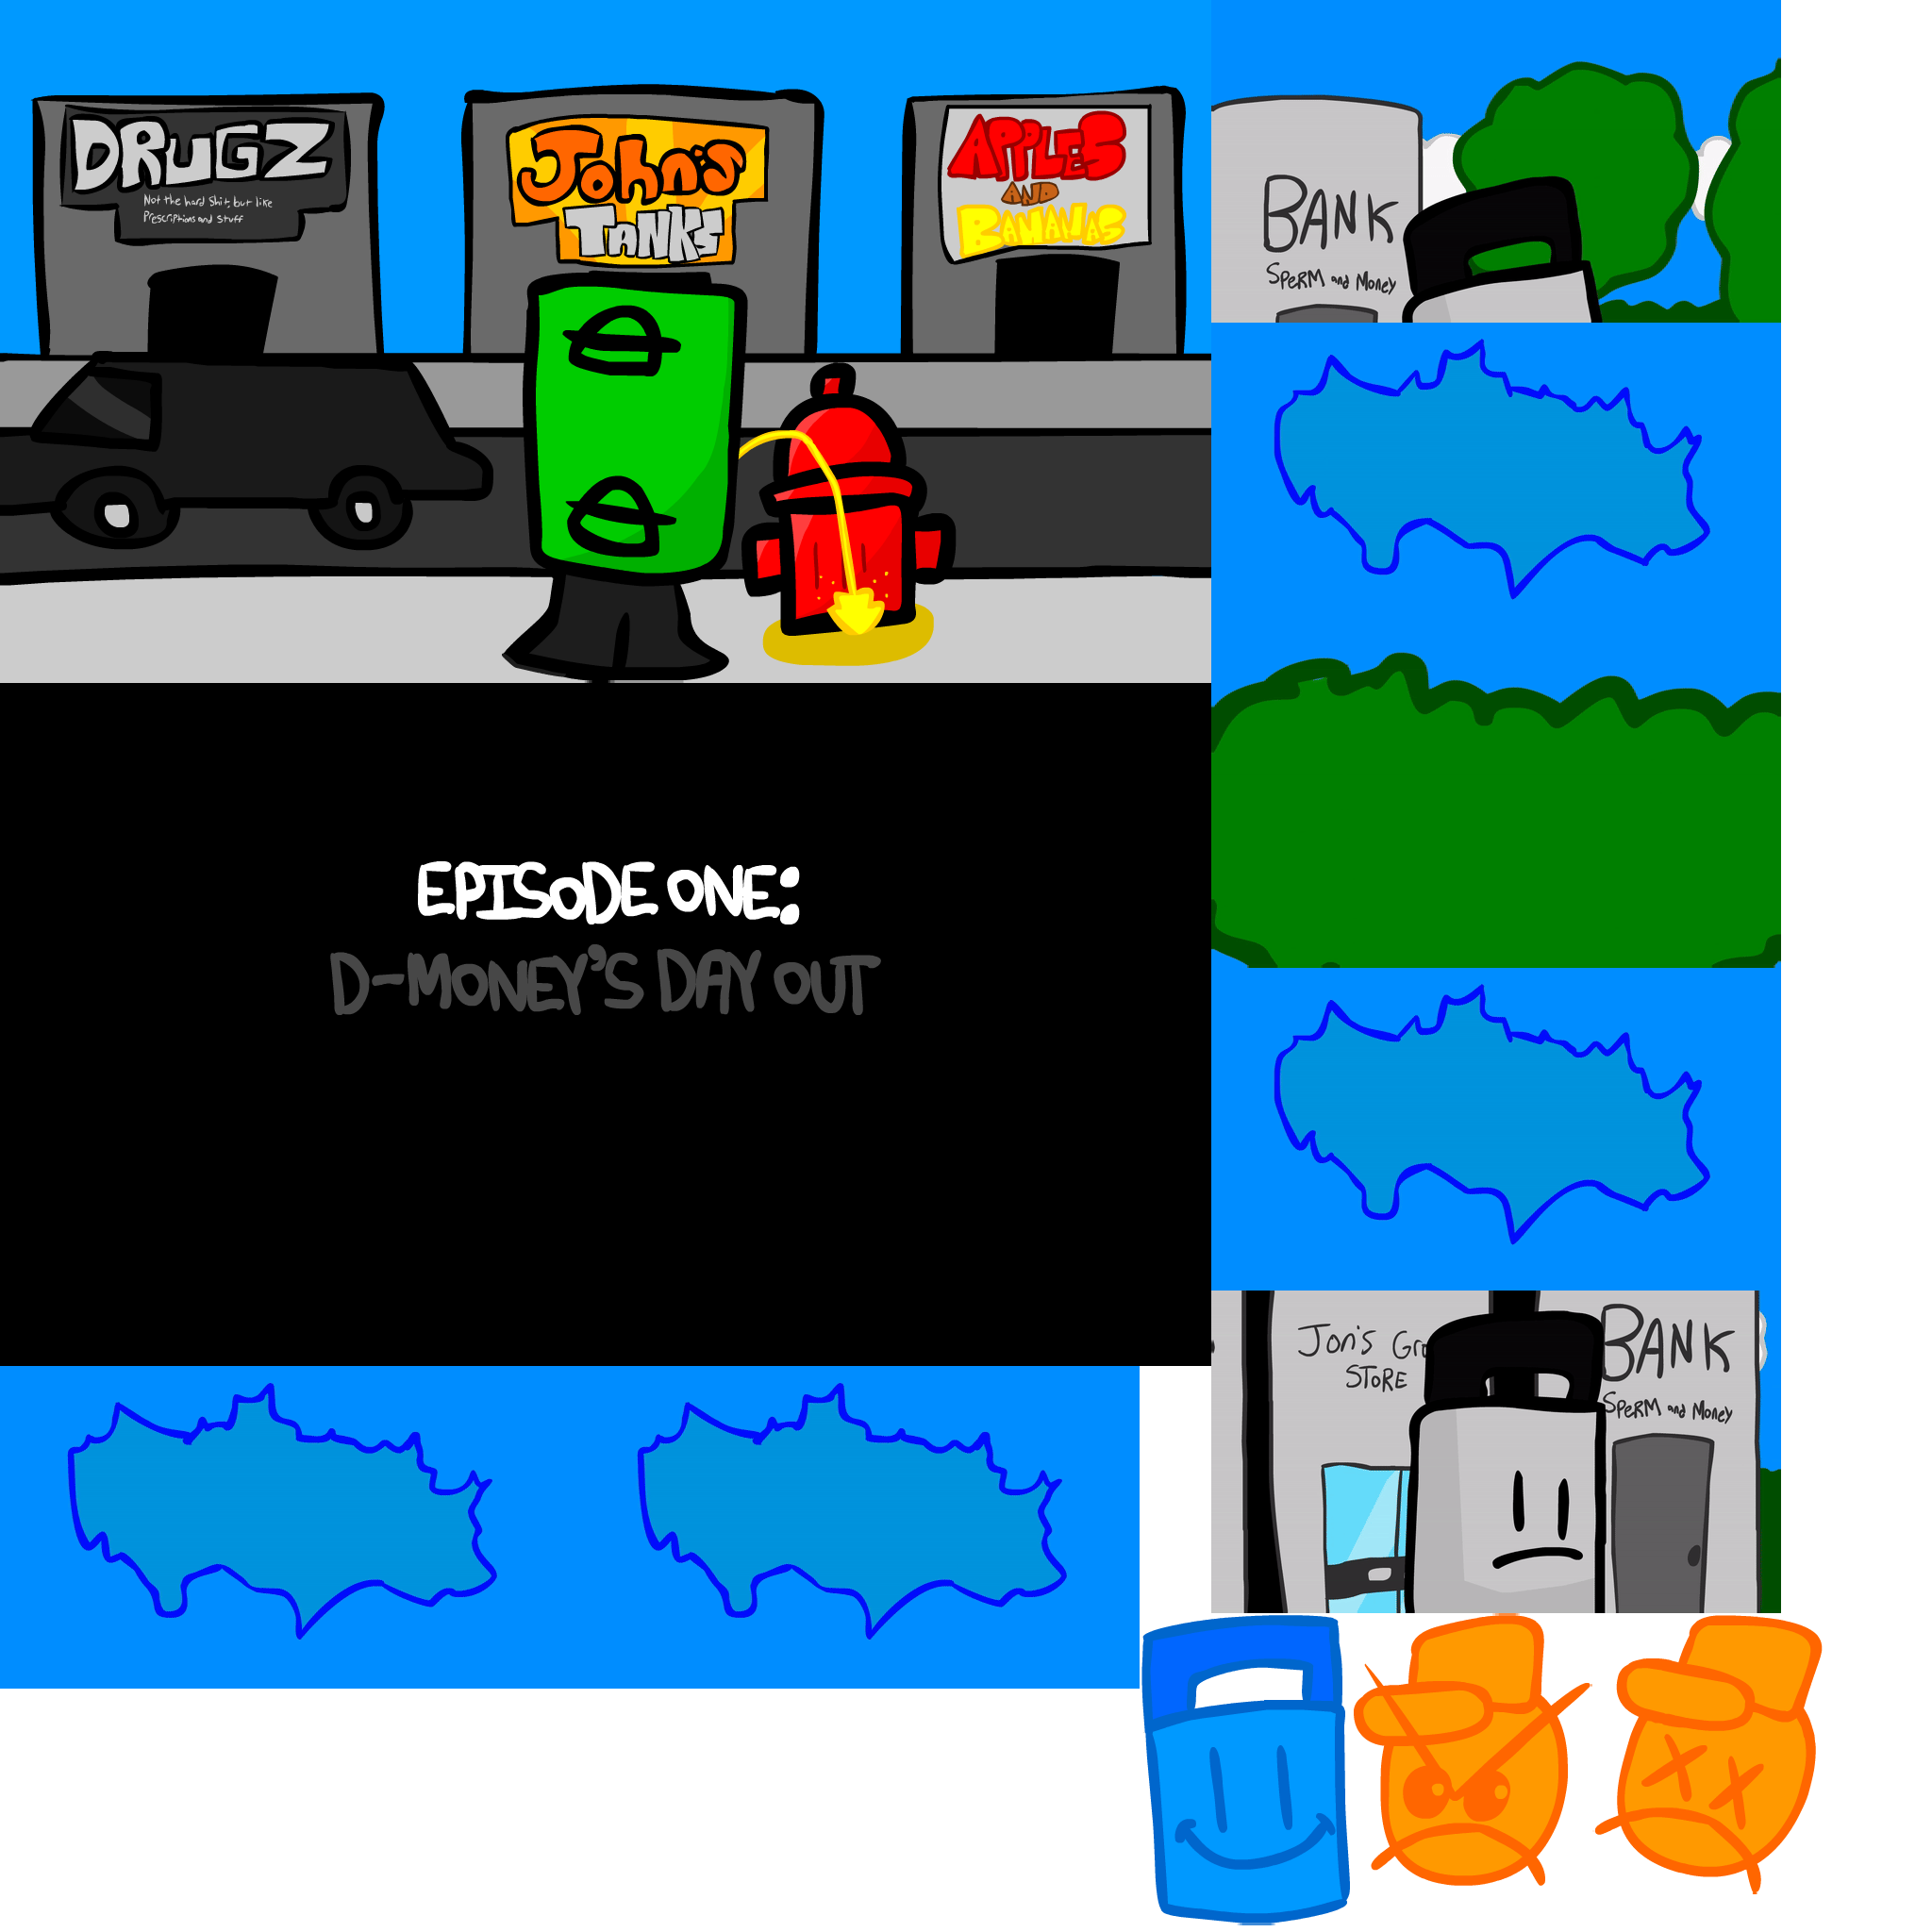 DRUGZ
Not the hard Shit, but like
Prescriptions and Stuff
John's
TANKS
APPLES
AND
BANANAS
BANK
SPERM and Money
EPISODE ONE:
D-MONEY'S DAY OUT
Jon's Gro
STORE
BANK
SPERM and Money